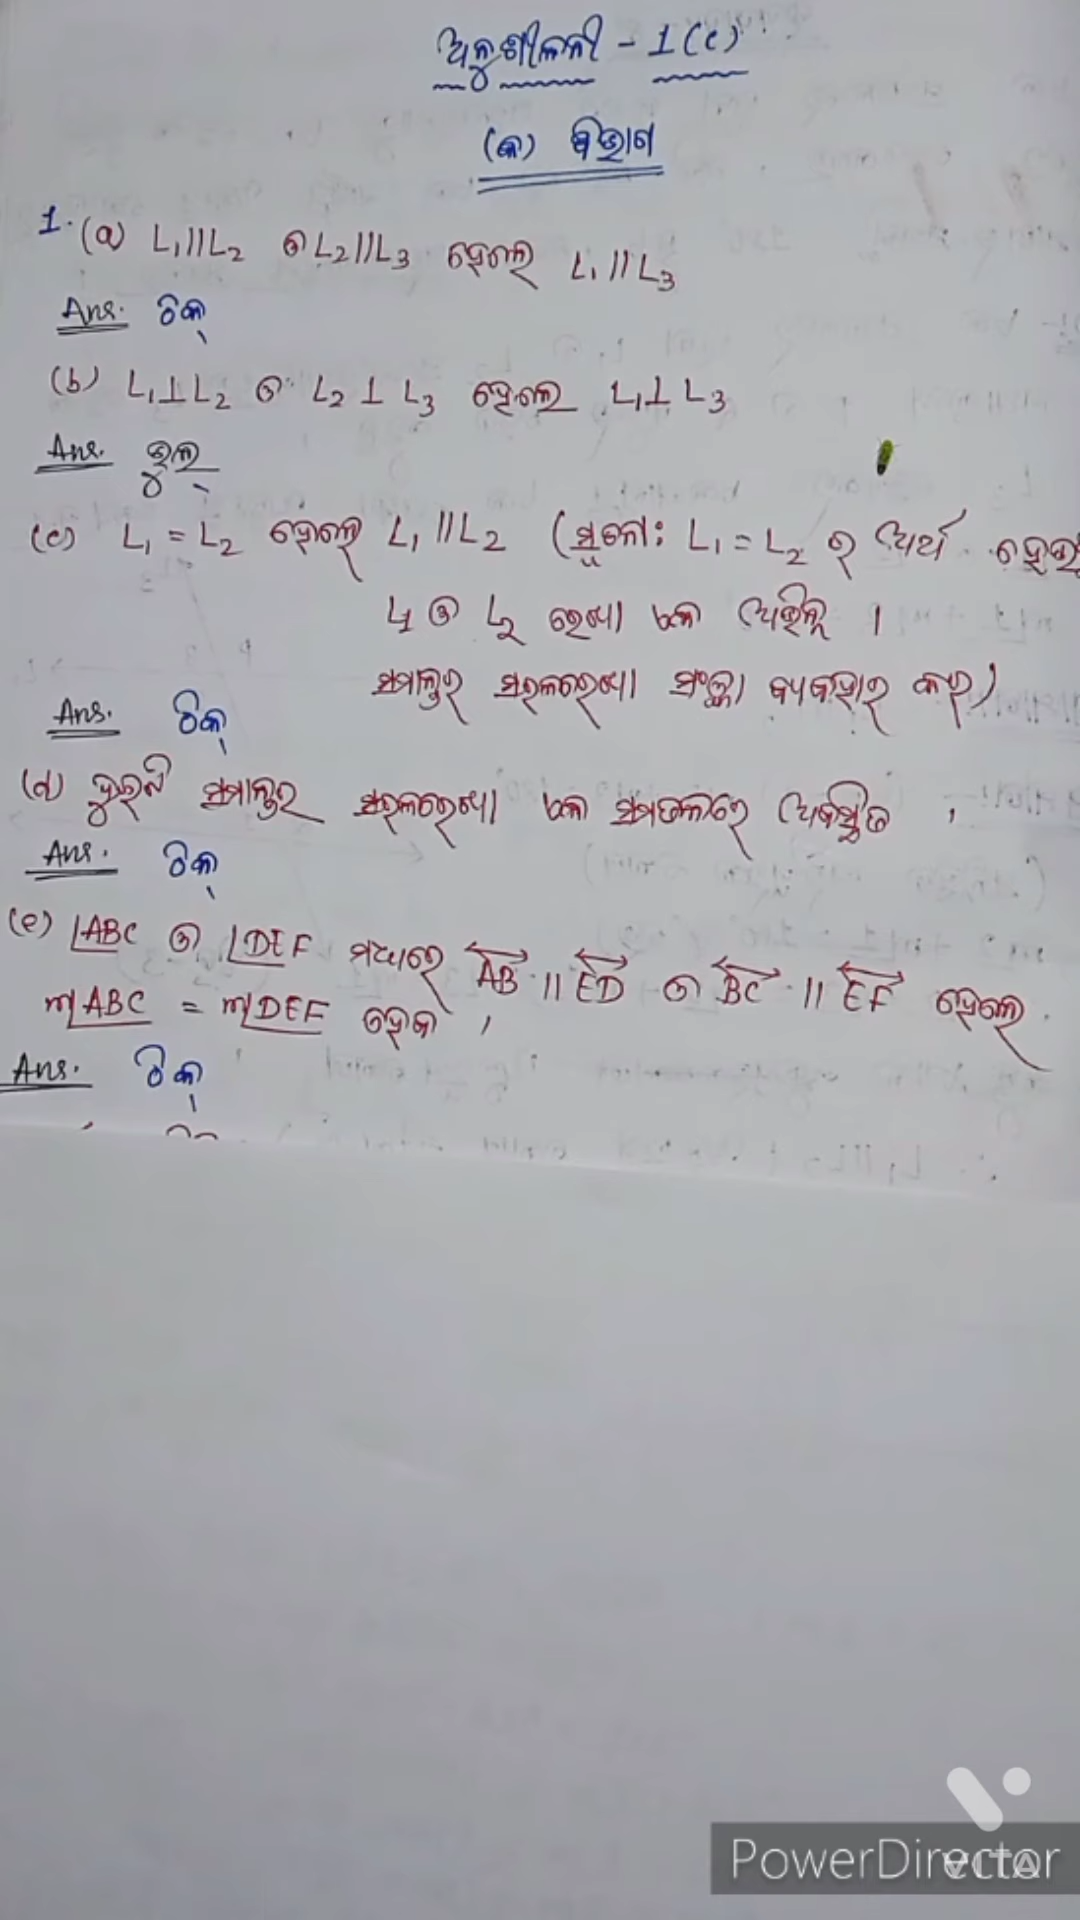 ଅନୁଶୀଳନୀ - 1(c)
(କ) ବିଭାଗ
1. (a) L₁||L₂ ଓ L₂||L₃ ହେଲେ L₁||L₃
Ans. ଠିକ୍
(b) L₁⊥L₂ ଓ L₂⊥L₃ ହେଲେ L₁⊥L₃
Ans. ଭୁଲ୍
(c) L₁=L₂ ହେଲେ L₁||L₂ (ସୂଚନା: L₁=L₂ ର ଅର୍ଥ ହେଉ
L₁ ଓ L₂ ରେଖା ଏକ ଅଭିନ୍ନ ।
ସମାନ୍ତର ସରଳରେଖା ସଂଜ୍ଞା ବ୍ୟବହାର କର)
Ans. ଠିକ୍
(d) ଦୁଇଟି ସମାନ୍ତର ସରଳରେଖା ଏକ ସମତଳରେ ଅବସ୍ଥିତ ।
Ans. ଠିକ୍
(e) ∠ABC ଓ ∠DEF ମଧ୍ୟରେ AB || ED ଓ BC || EF ହେଲେ
m∠ABC = m∠DEF ହେବ ।
Ans. ଠିକ୍
PowerDirector
VITA